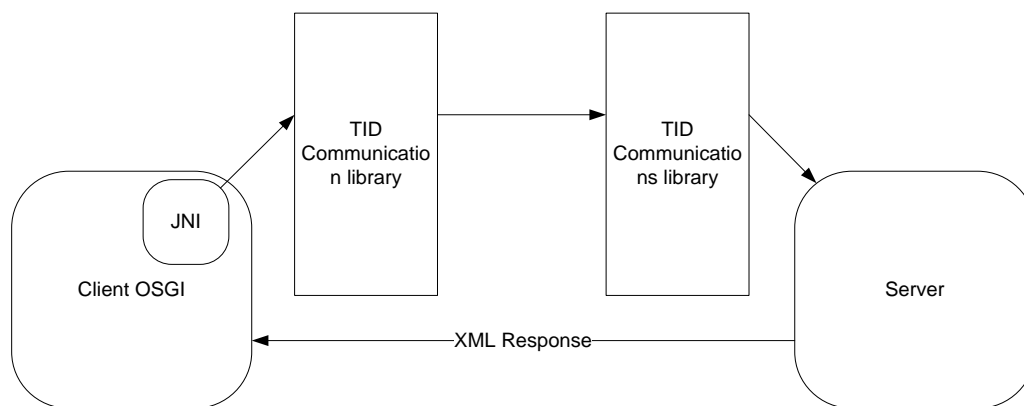 TID
Communicatio
n library
TID
Communicatio
ns library
JNI
Client OSGI
Server
XML Response